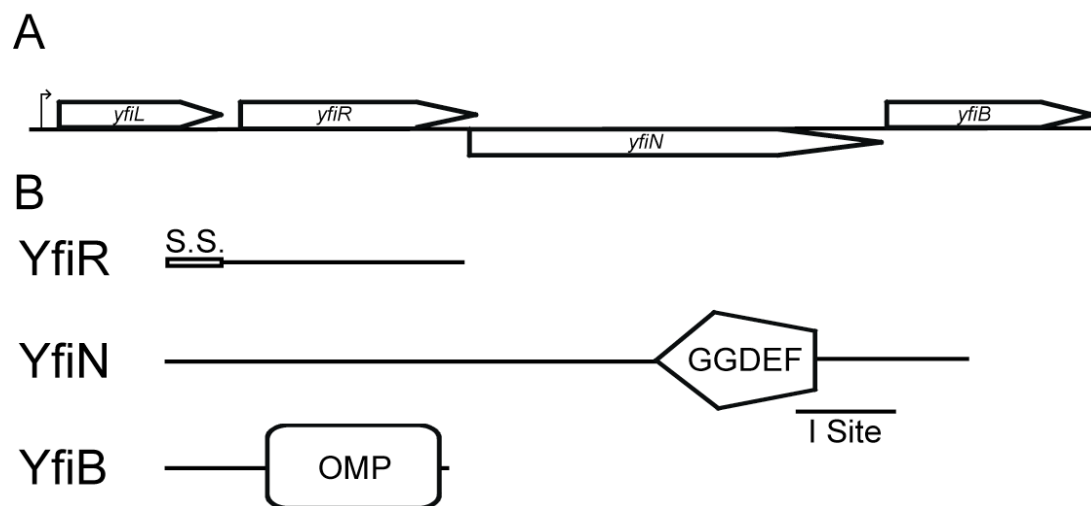 A
yfiL yfiR yfiB
yfiN
B
S.S.
YfiR
YfiN GGDEF
I Site
YfiB OMP